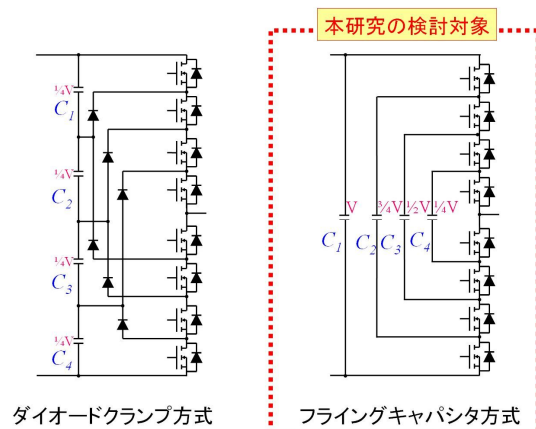 本研究の検討対象
¼V
C₁
¼V
C₂
¼V
C₃
¼V
C₄
V
¾V
½V
¼V
C₁
C₂
C₃
C₄
ダイオードクランプ方式
フライングキャパシタ方式